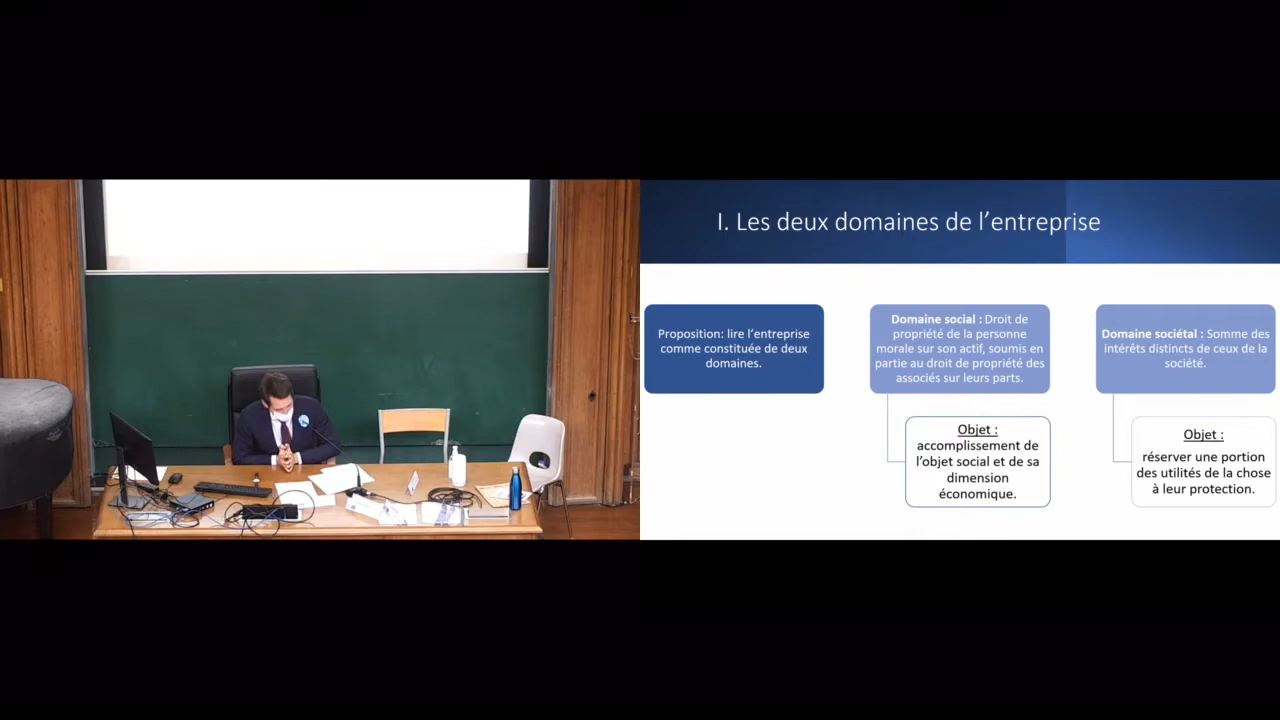 I. Les deux domaines de l’entreprise
Proposition: lire l’entreprise
comme constituée de deux
domaines.
Domaine social : Droit de
propriété de la personne
morale sur son actif, soumis en
partie au droit de propriété des
associés sur leurs parts.
Objet :
accomplissement de
l’objet social et de sa
dimension
économique.
Domaine sociétal : Somme des
intérêts distincts de ceux de la
société.
Objet :
réserver une portion
des utilités de la chose
à leur protection.